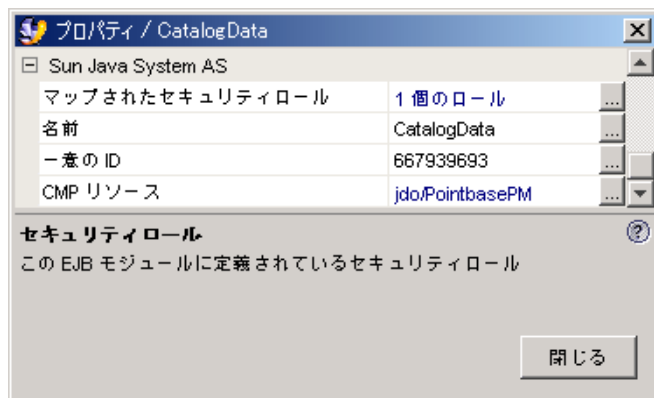 プロパティ / CatalogData
Sun Java System AS
マップされたセキュリティロール 1 個のロール ...
名前 CatalogData ...
一意の ID 667939693 ...
CMP リソース jdo/PointbasePM ...
セキュリティロール
この EJB モジュールに定義されているセキュリティロール
閉じる